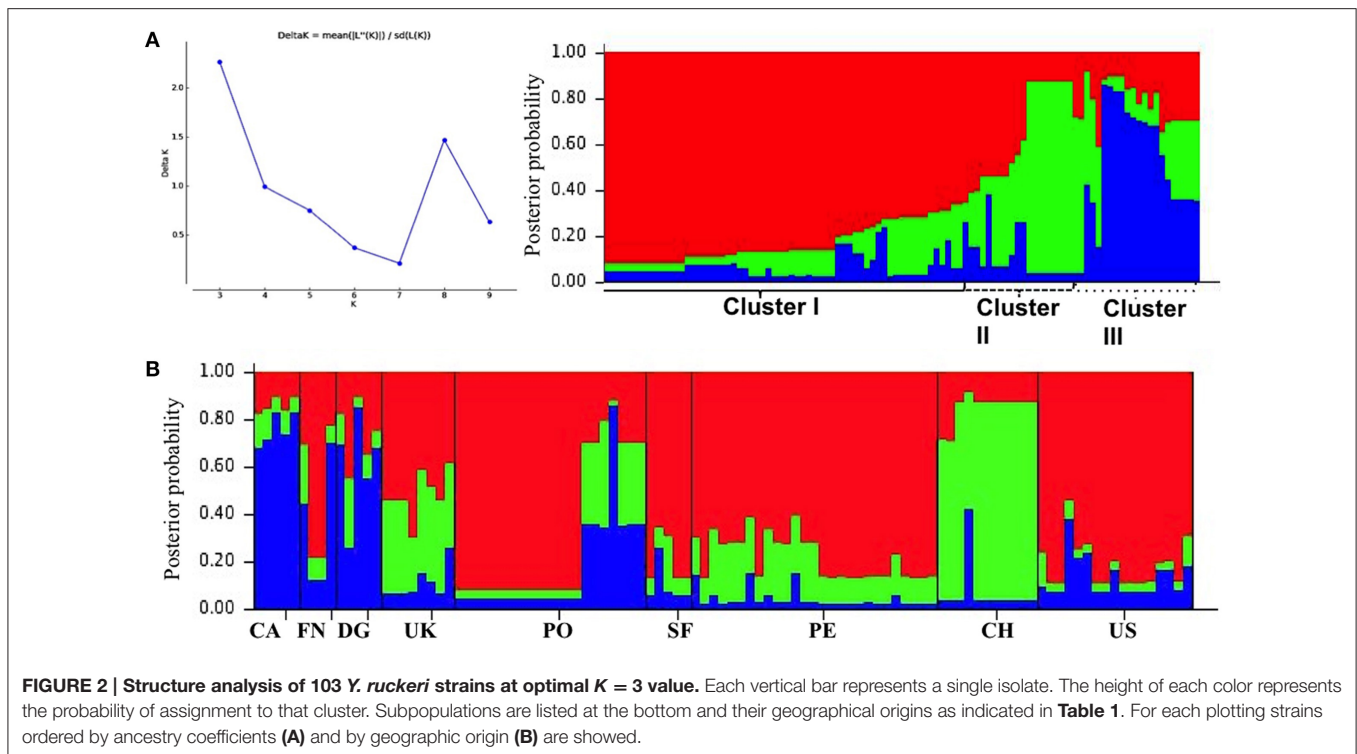 A
DeltaK = mean(|L"(K)|) / sd(L(K))
Delta K
2.0
1.5
1.0
0.5
3 4 5 6 7 8 9
K
Posterior probability
1.00
0.80
0.60
0.40
0.20
0.00
Cluster I
Cluster II
Cluster III
B
Posterior probability
1.00
0.80
0.60
0.40
0.20
0.00
CA FN DG UK PO SF PE CH US
FIGURE 2 | Structure analysis of 103 Y. ruckeri strains at optimal K = 3 value. Each vertical bar represents a single isolate. The height of each color represents
the probability of assignment to that cluster. Subpopulations are listed at the bottom and their geographical origins as indicated in Table 1. For each plotting strains
ordered by ancestry coefficients (A) and by geographic origin (B) are showed.